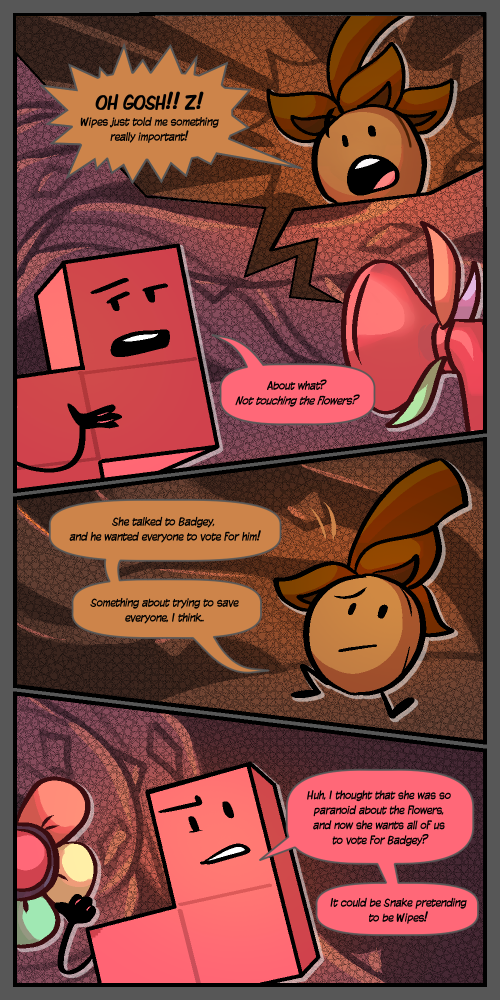 OH GOSH!! Z!
Wipes just told me something
really important!
About what?
Not touching the flowers?
She talked to Badgey,
and he wanted everyone to vote for him!
Something about trying to save
everyone, I think..
Huh, I thought that she was so
paranoid about the flowers,
and now she wants all of us
to vote for Badgey?
It could be Snake pretending
to be Wipes!